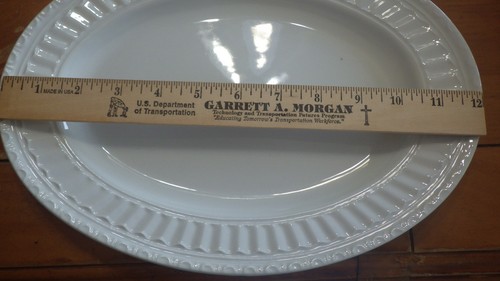 1 2 3 4 5 6 7 8 9 10 11 12
MADE IN USA
U.S. Department
of Transportation
GARRETT A. MORGAN
Technology and Transportation Futures Program
"Educating Tomorrow's Transportation Workforce."